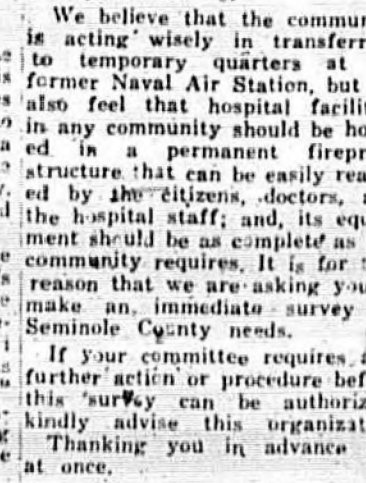 We believe that the commun
is acting wisely in transferr
to temporary quarters at
former Naval Air Station, but
also feel that hospital facilit
in any community should be ho
ed in a permanent firepr
structure that can be easily rea
ed by the citizens, doctors, a
the hospital staff; and, its equ
ment should be as complete as
community requires. It is for t
reason that we are asking you
make an immediate survey
Seminole County needs.
If your committee requires a
further action or procedure bef
this survey can be authoriz
kindly advise this organizat
Thanking you in advance
at once.